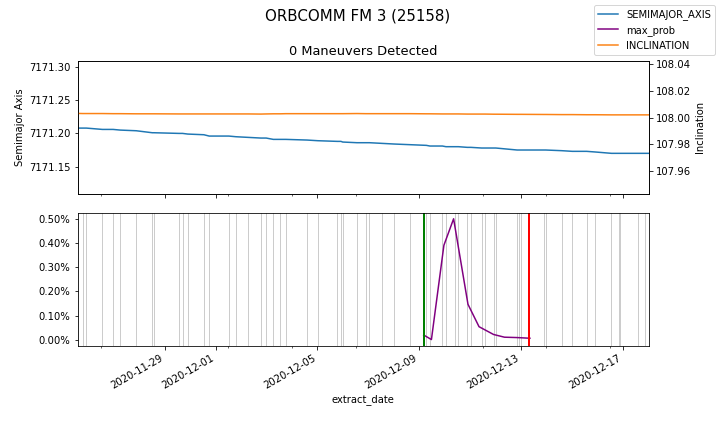 ORBCOMM FM 3 (25158)
SEMIMAJOR_AXIS
max_prob
INCLINATION
0 Maneuvers Detected
7171.30
7171.25
7171.20
7171.15
Semimajor Axis
108.04
108.02
108.00
107.98
107.96
Inclination
0.50%
0.40%
0.30%
0.20%
0.10%
0.00%
2020-11-29
2020-12-01
2020-12-05
2020-12-09
2020-12-13
2020-12-17
extract_date